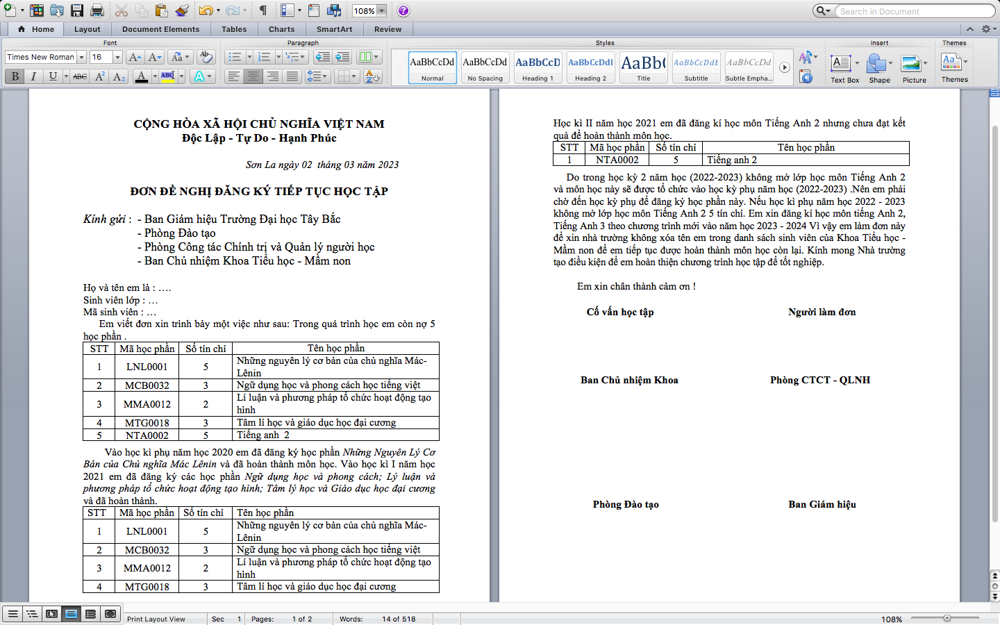 108%
Search in Document
Home
Layout
Document Elements
Tables
Charts
SmartArt
Review
Font
Paragraph
Styles
Insert
Themes
Times New Roman
16
AaBbCcDd
Normal
AaBbCcDd
No Spacing
AaBbCcD
Heading 1
AaBbCcDdI
Heading 2
AaBbC
Title
AaBbCcDdE
Subtitle
AaBbCcDd
Subtle Empha...
Text Box
Shape
Picture
Themes
CỘNG HÒA XÃ HỘI CHỦ NGHĨA VIỆT NAM
Độc Lập - Tự Do - Hạnh Phúc
Sơn La ngày 02 tháng 03 năm 2023
ĐƠN ĐỀ NGHỊ ĐĂNG KÝ TIẾP TỤC HỌC TẬP
Kính gửi : - Ban Giám hiệu Trường Đại học Tây Bắc
- Phòng Đào tạo
- Phòng Công tác Chính trị và Quản lý người học
- Ban Chủ nhiệm Khoa Tiểu học - Mầm non
Họ và tên em là : ….
Sinh viên lớp : …
Mã sinh viên : …
Em viết đơn xin trình bày một việc như sau: Trong quá trình học em còn nợ 5
học phần .
STT Mã học phần Số tín chỉ Tên học phần
1 LNL0001 5 Những nguyên lý cơ bản của chủ nghĩa Mác-
Lênin
2 MCB0032 3 Ngữ dụng học và phong cách học tiếng việt
3 MMA0012 2 Lí luận và phương pháp tổ chức hoạt động tạo
hình
4 MTG0018 3 Tâm lí học và giáo dục học đại cương
5 NTA0002 5 Tiếng anh 2
Vào học kì phụ năm học 2020 em đã đăng ký học phần Những Nguyên Lý Cơ
Bản của Chủ nghĩa Mác Lênin và đã hoàn thành môn học. Vào học kì I năm học
2021 em đã đăng ký các học phần Ngữ dụng học và phong cách; Lý luận và
phương pháp tổ chức hoạt động tạo hình; Tâm lý học và Giáo dục học đại cương
và đã hoàn thành.
STT Mã học phần Số tín chỉ Tên học phần
1 LNL0001 5 Những nguyên lý cơ bản của chủ nghĩa Mác-
Lênin
2 MCB0032 3 Ngữ dụng học và phong cách học tiếng việt
3 MMA0012 2 Lí luận và phương pháp tổ chức hoạt động tạo
hình
4 MTG0018 3 Tâm lí học và giáo dục học đại cương
Học kì II năm học 2021 em đã đăng kí học môn Tiếng Anh 2 nhưng chưa đạt kết
quả để hoàn thành môn học.
STT Mã học phần Số tín chỉ Tên học phần
1 NTA0002 5 Tiếng anh 2
Do trong học kỳ 2 năm học (2022-2023) không mở lớp học môn Tiếng Anh 2
và môn học này sẽ được tổ chức vào học kỳ phụ năm học (2022-2023) .Nên em phải
chờ đến học kỳ phụ để đăng ký học phần này. Nếu học kì phụ năm học 2022 - 2023
không mở lớp học môn Tiếng Anh 2 5 tín chỉ. Em xin đăng kí học môn tiếng Anh 2,
Tiếng Anh 3 theo chương trình mới vào năm học 2023 - 2024 Vì vậy em làm đơn này
để xin nhà trường không xóa tên em trong danh sách sinh viên của Khoa Tiểu học -
Mầm non để em tiếp tục được hoàn thành môn học còn lại. Kính mong Nhà trường
tạo điều kiện để em hoàn thiện chương trình học tập để tốt nghiệp.
Em xin chân thành cảm ơn !
Cố vấn học tập Người làm đơn
Ban Chủ nhiệm Khoa Phòng CTCT - QLNH
Phòng Đào tạo Ban Giám hiệu
Print Layout View
Sec 1
Pages: 1 of 2
Words: 14 of 518
108%